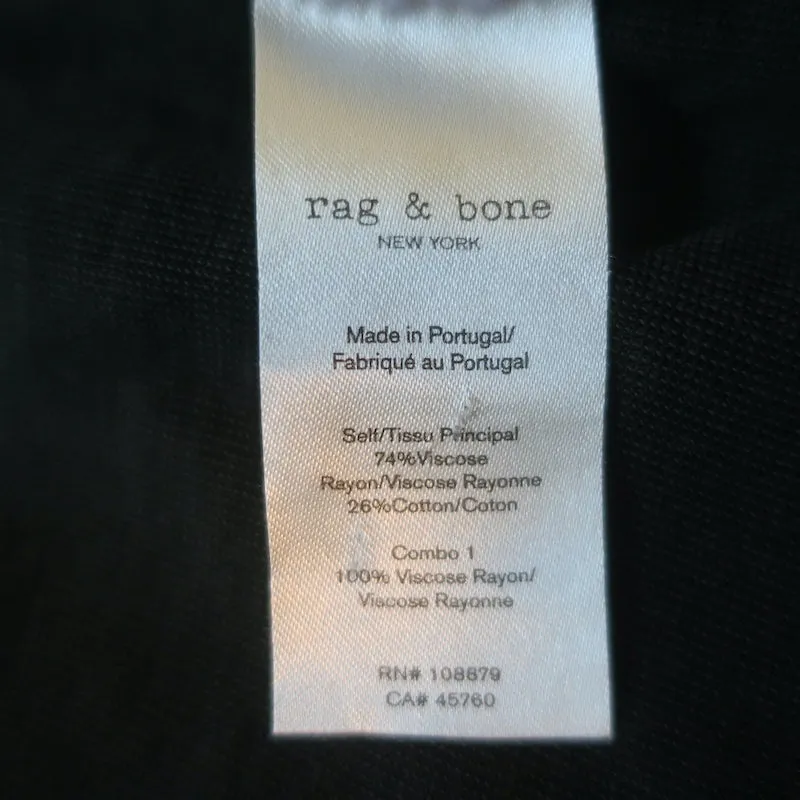 rag & bone
NEW YORK
Made in Portugal/
Fabriqué au Portugal
Self/Tissu Principal
74%Viscose
Rayon/Viscose Rayonne
26%Cotton/Coton
Combo 1
100% Viscose Rayon/
Viscose Rayonne
RN# 108879
CA# 45760